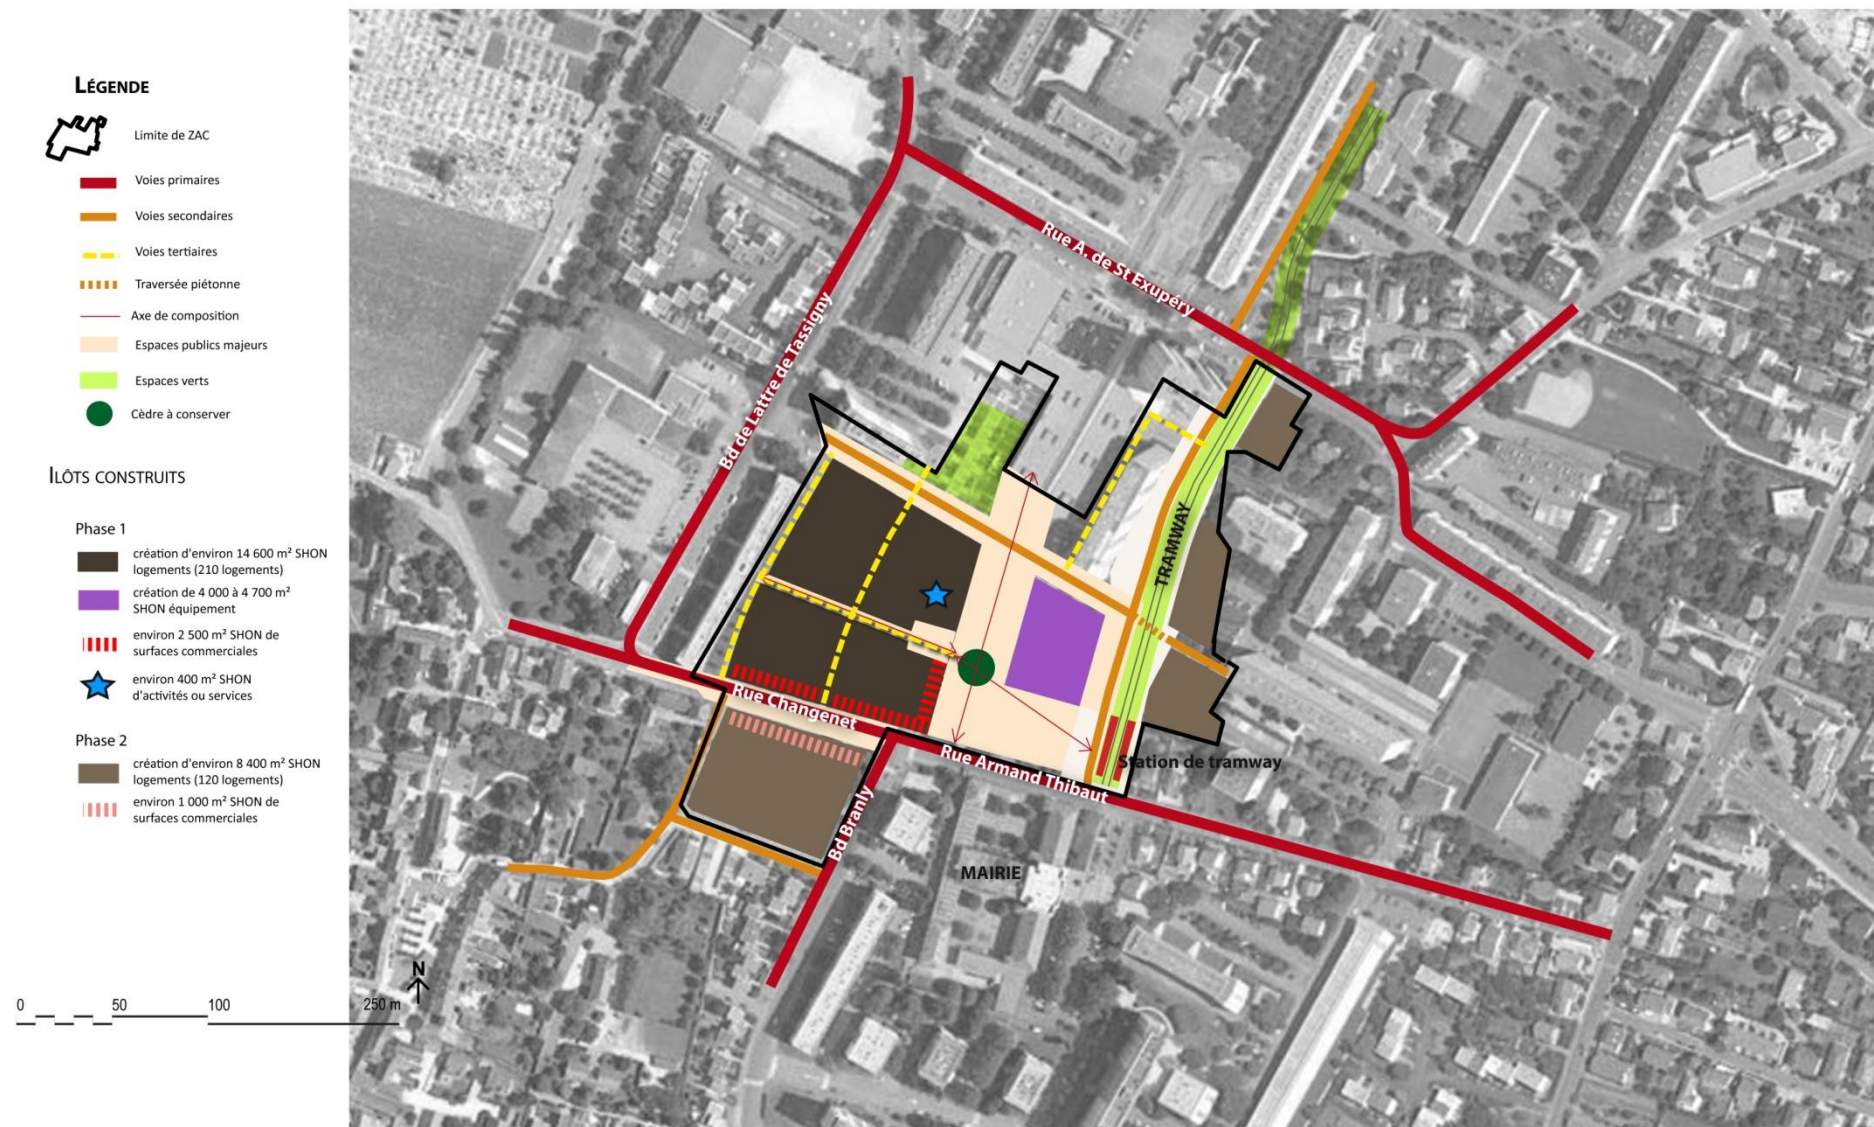 LÉGENDE
Limite de ZAC
Voies primaires
Voies secondaires
Voies tertiaires
Traversée piétonne
Axe de composition
Espaces publics majeurs
Espaces verts
Cèdre à conserver
ILÔTS CONSTRUITS
Phase 1
création d'environ 14 600 m² SHON
logements (210 logements)
création de 4 000 à 4 700 m²
SHON équipement
environ 2 500 m² SHON de
surfaces commerciales
environ 400 m² SHON
d'activités ou services
Phase 2
création d'environ 8 400 m² SHON
logements (120 logements)
environ 1 000 m² SHON de
surfaces commerciales
0 50 100 250 m
N
Rue A. de St Exupéry
Bd de Lattre de Tassigny
TRAMWAY
Rue Changenet
Rue Armand Thibaut
Station de tramway
Bd Branly
MAIRIE